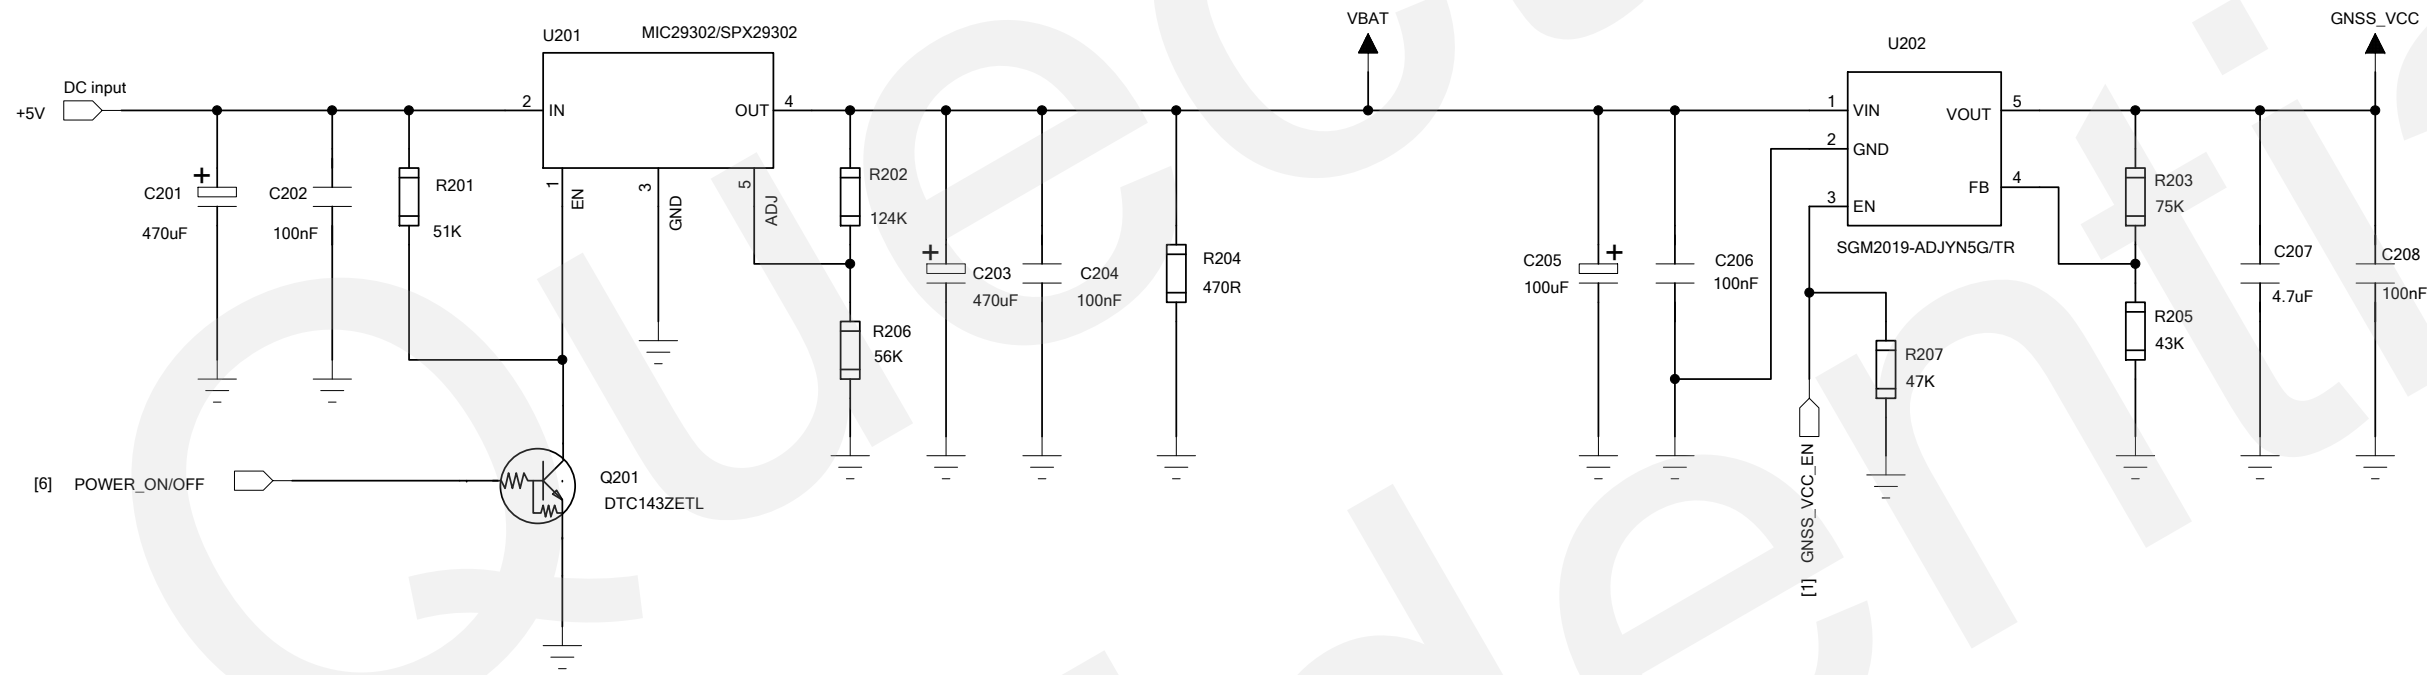 VBAT
GNSS_VCC
U201
MIC29302/SPX29302
U202
DC input
+5V
2
IN
OUT
4
1
VIN
VOUT
5
2
GND
3
EN
FB
4
SGM2019-ADJYN5G/TR
1
EN
3
GND
5
ADJ
+
C201
470uF
C202
100nF
R201
51K
R202
124K
R206
56K
+
C203
470uF
C204
100nF
R204
470R
C205
100uF
+
C206
100nF
R203
75K
R205
43K
C207
4.7uF
C208
100nF
R207
47K
[1] GNSS_VCC_EN
[6] POWER_ON/OFF
Q201
DTC143ZETL
Quectel